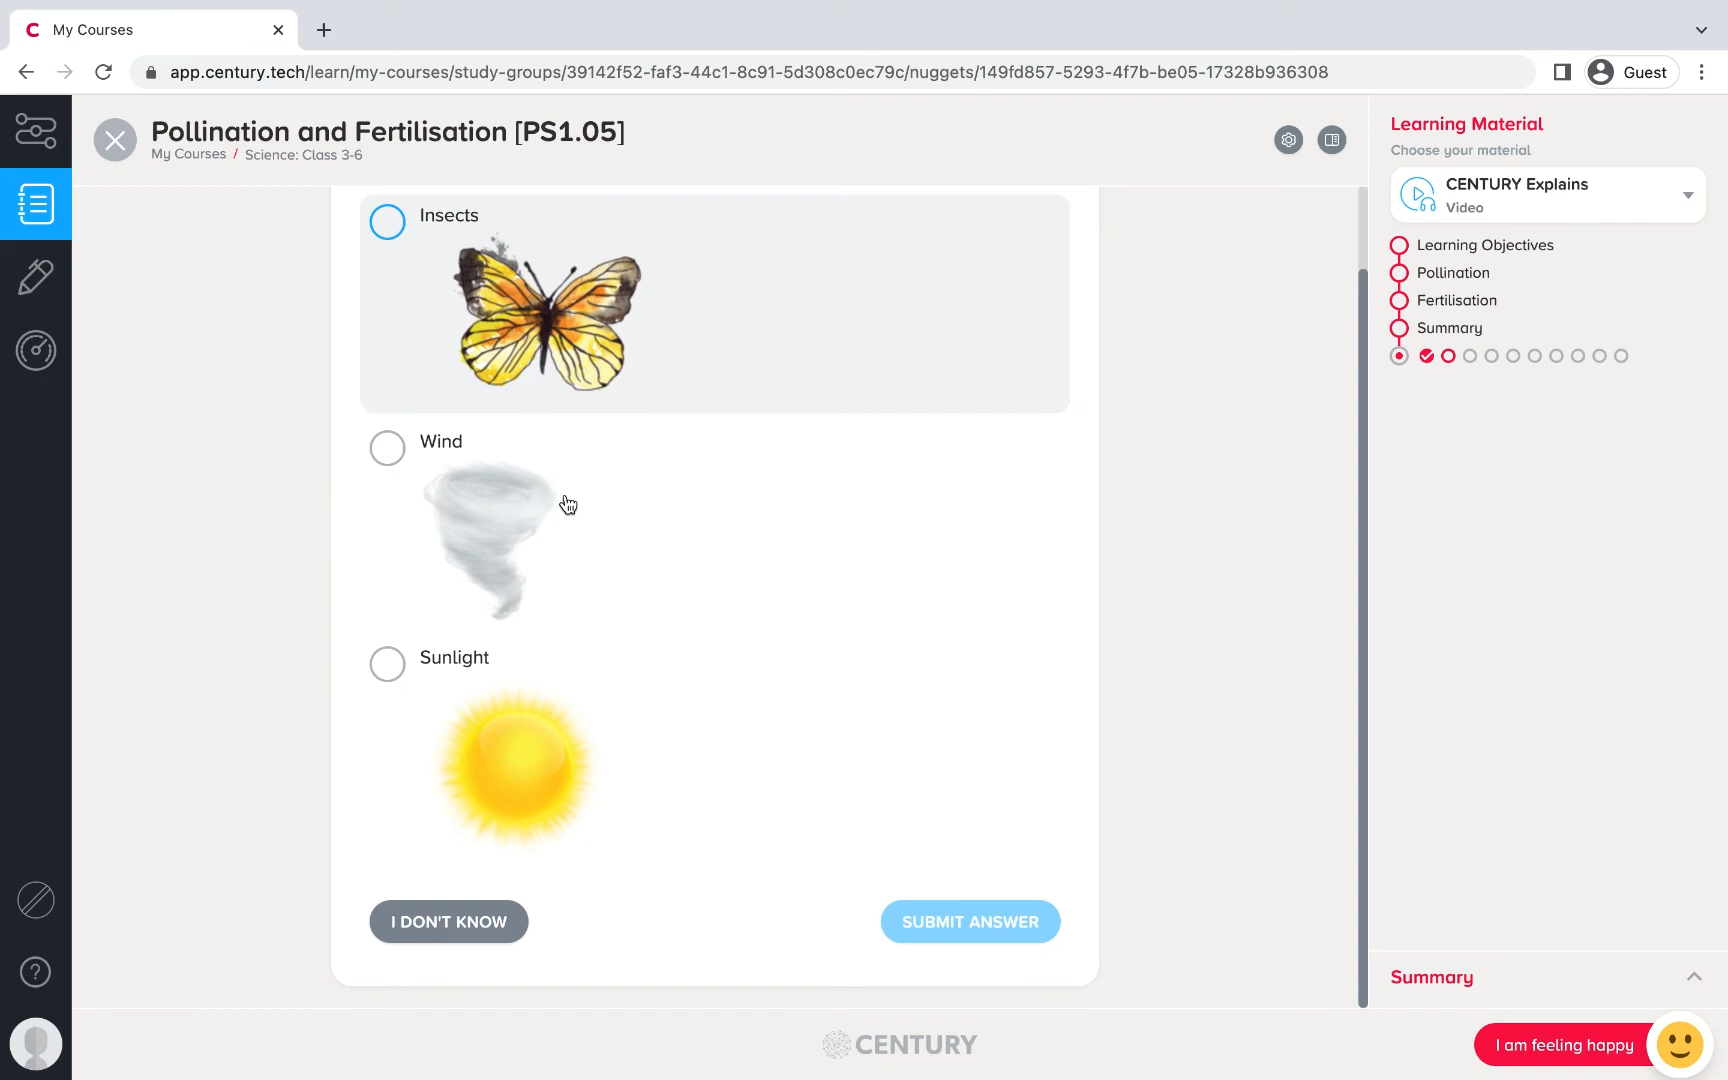 C My Courses
app.century.tech/learn/my-courses/study-groups/39142f52-faf3-44c1-8c91-5d308c0ec79c/nuggets/149fd857-5293-4f7b-be05-17328b936308
Guest
Pollination and Fertilisation [PS1.05]
My Courses / Science: Class 3-6
Insects
Wind
Sunlight
I DON'T KNOW
SUBMIT ANSWER
Learning Material
Choose your material
CENTURY Explains
Video
Learning Objectives
Pollination
Fertilisation
Summary
Summary
?
CENTURY
I am feeling happy